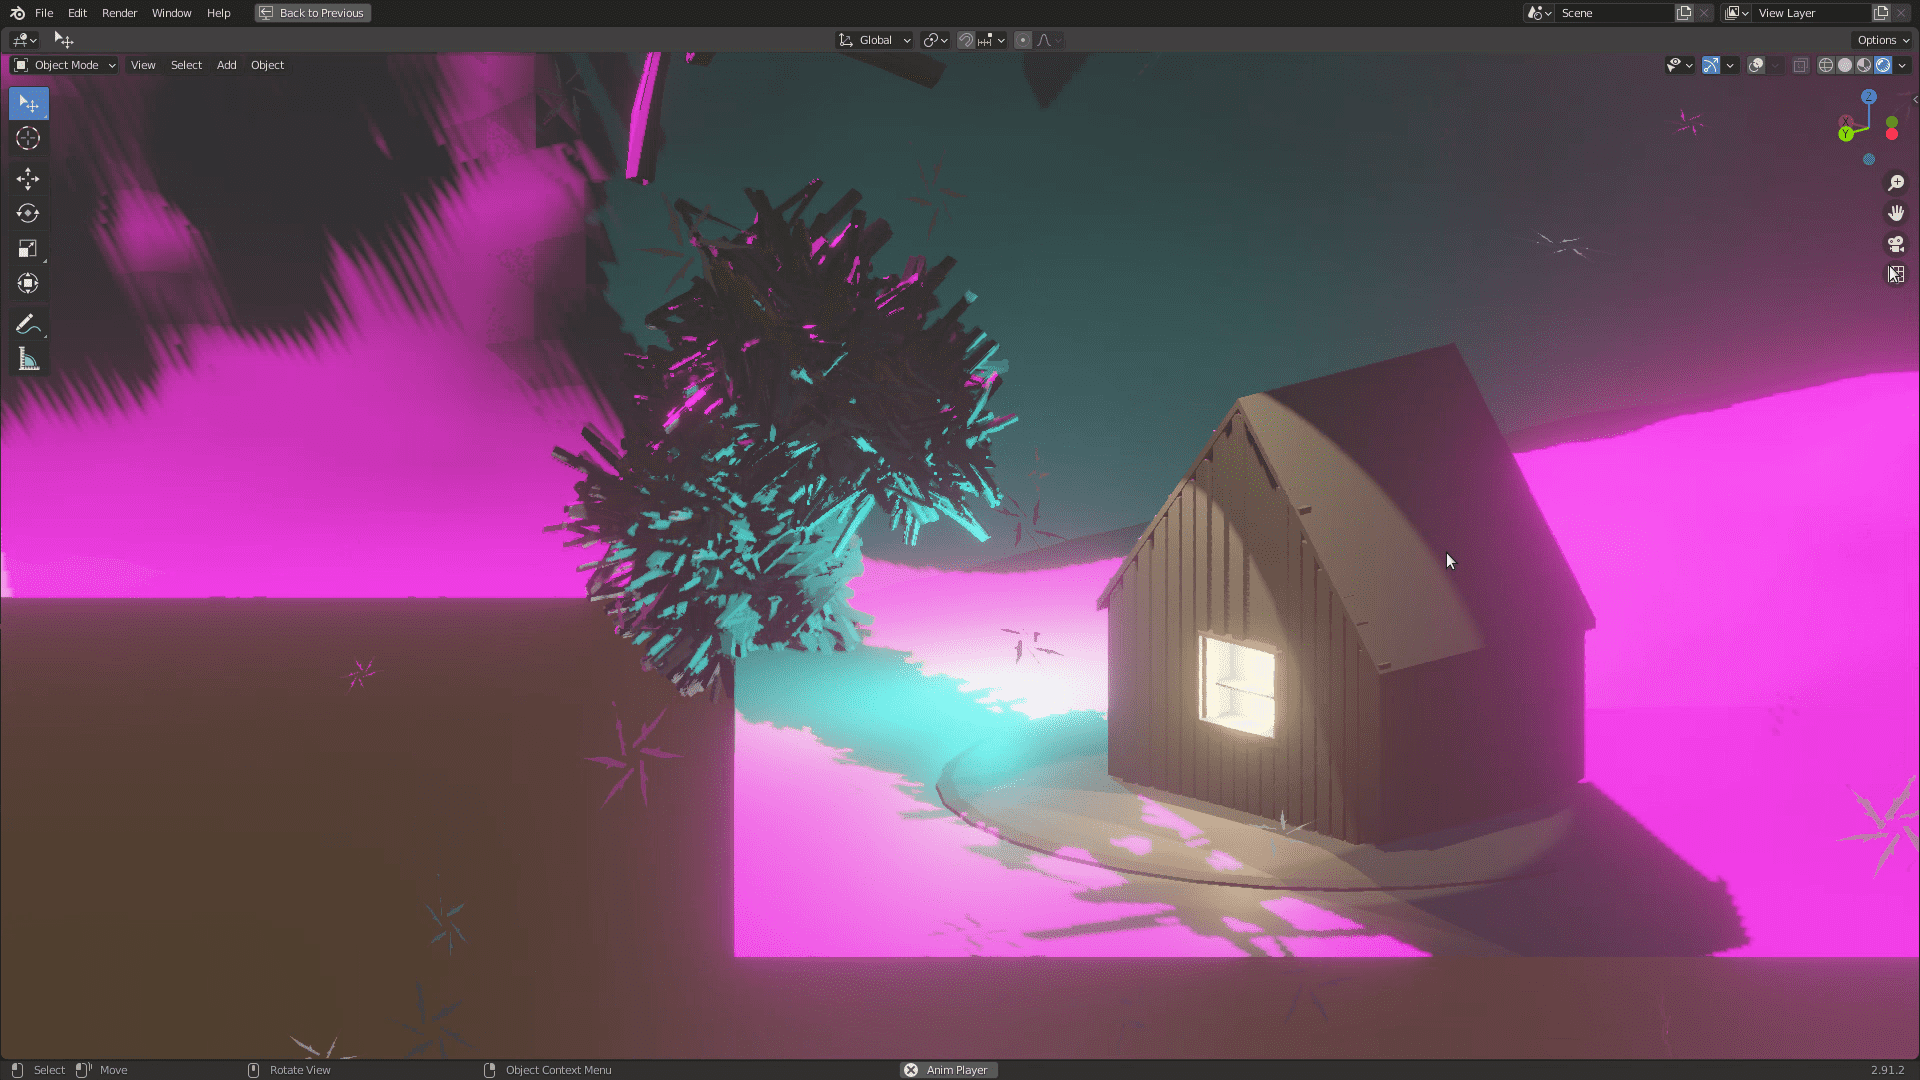 File Edit Render Window Help Back to Previous Scene View Layer
Global Options
Object Mode View Select Add Object
Z
X
Y
Select Move Rotate View Object Context Menu Anim Player 2.91.2